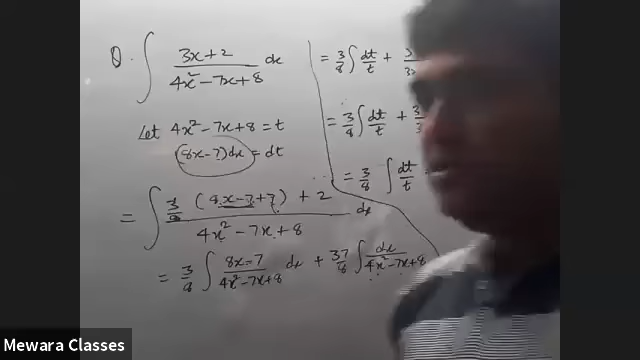 Q. ∫ (3x+2)/(4x²-7x+8) dx
Let 4x²-7x+8 = t
(8x-7)dx = dt
= ∫ (3/8 (8x-7+7) + 2)/(4x²-7x+8) dx
= 3/8 ∫ (8x-7)/(4x²-7x+8) dx + 37/8 ∫ dx/(4x²-7x+8)
= 3/8 ∫ dt/t +
= 3/8 ∫ dt/t +
= 3/8 ∫ dt/t
Mewara Classes